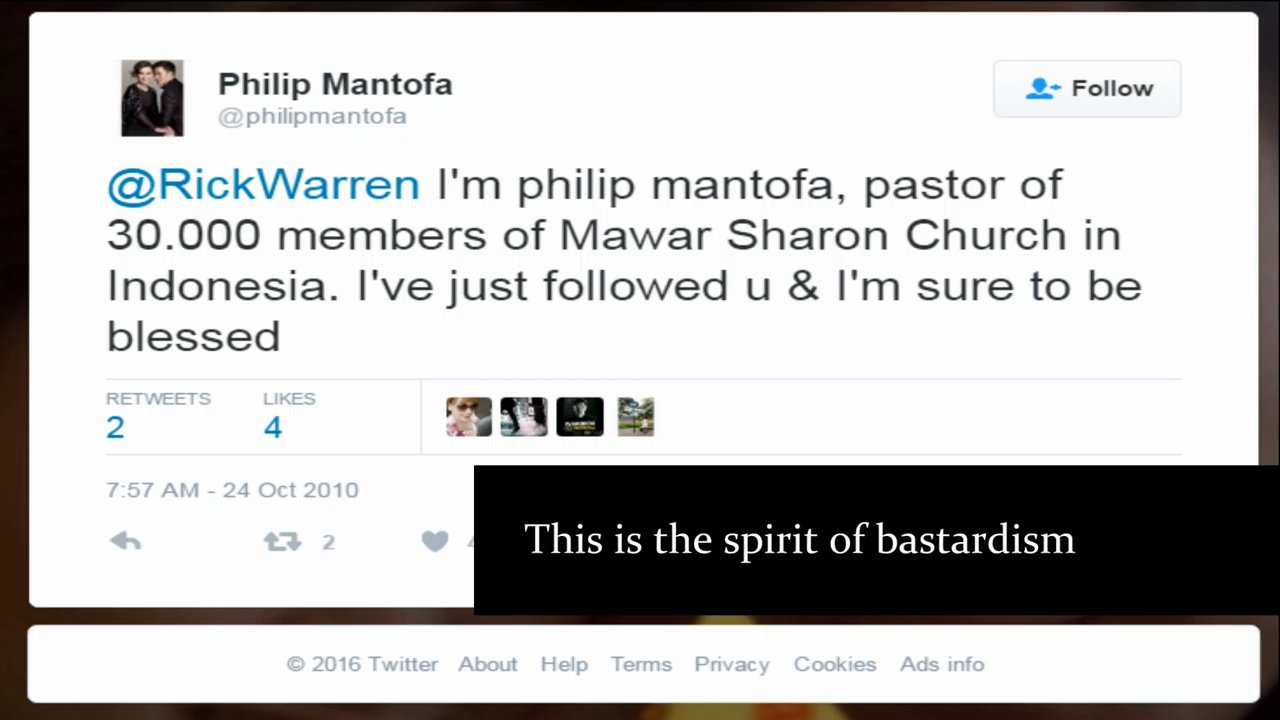 Philip Mantofa
@philipmantofa
Follow
@RickWarren I'm philip mantofa, pastor of
30.000 members of Mawar Sharon Church in
Indonesia. I've just followed u & I'm sure to be
blessed
RETWEETS LIKES
2 4
7:57 AM - 24 Oct 2010
2
This is the spirit of bastardism
© 2016 Twitter About Help Terms Privacy Cookies Ads info